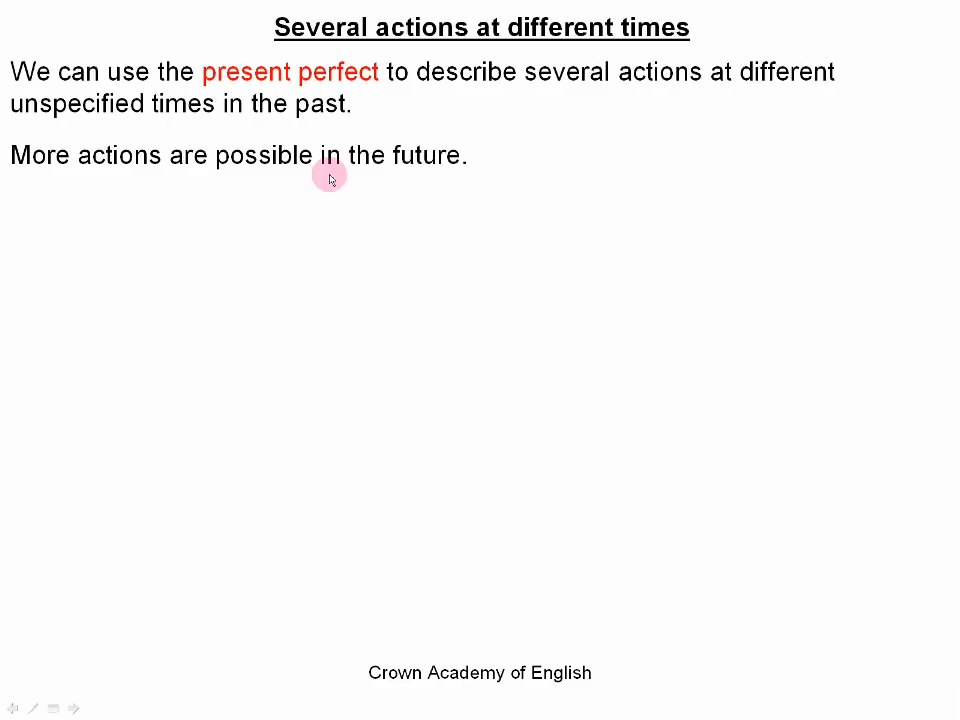 Several actions at different times
We can use the present perfect to describe several actions at different
unspecified times in the past.
More actions are possible in the future.
Crown Academy of English